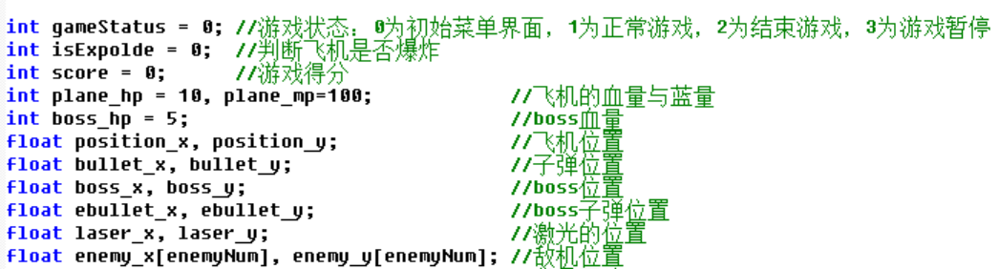 int gameStatus = 0; //游戏状态：0为初始菜单界面，1为正常游戏，2为结束游戏，3为游戏暂停
int isExpolde = 0; //判断飞机是否爆炸
int score = 0; //游戏得分
int plane_hp = 10, plane_mp=100; //飞机的血量与蓝量
int boss_hp = 5; //boss血量
float position_x, position_y; //飞机位置
float bullet_x, bullet_y; //子弹位置
float boss_x, boss_y; //boss位置
float ebullet_x, ebullet_y; //boss子弹位置
float laser_x, laser_y; //激光的位置
float enemy_x[enemyNum], enemy_y[enemyNum]; //敌机位置